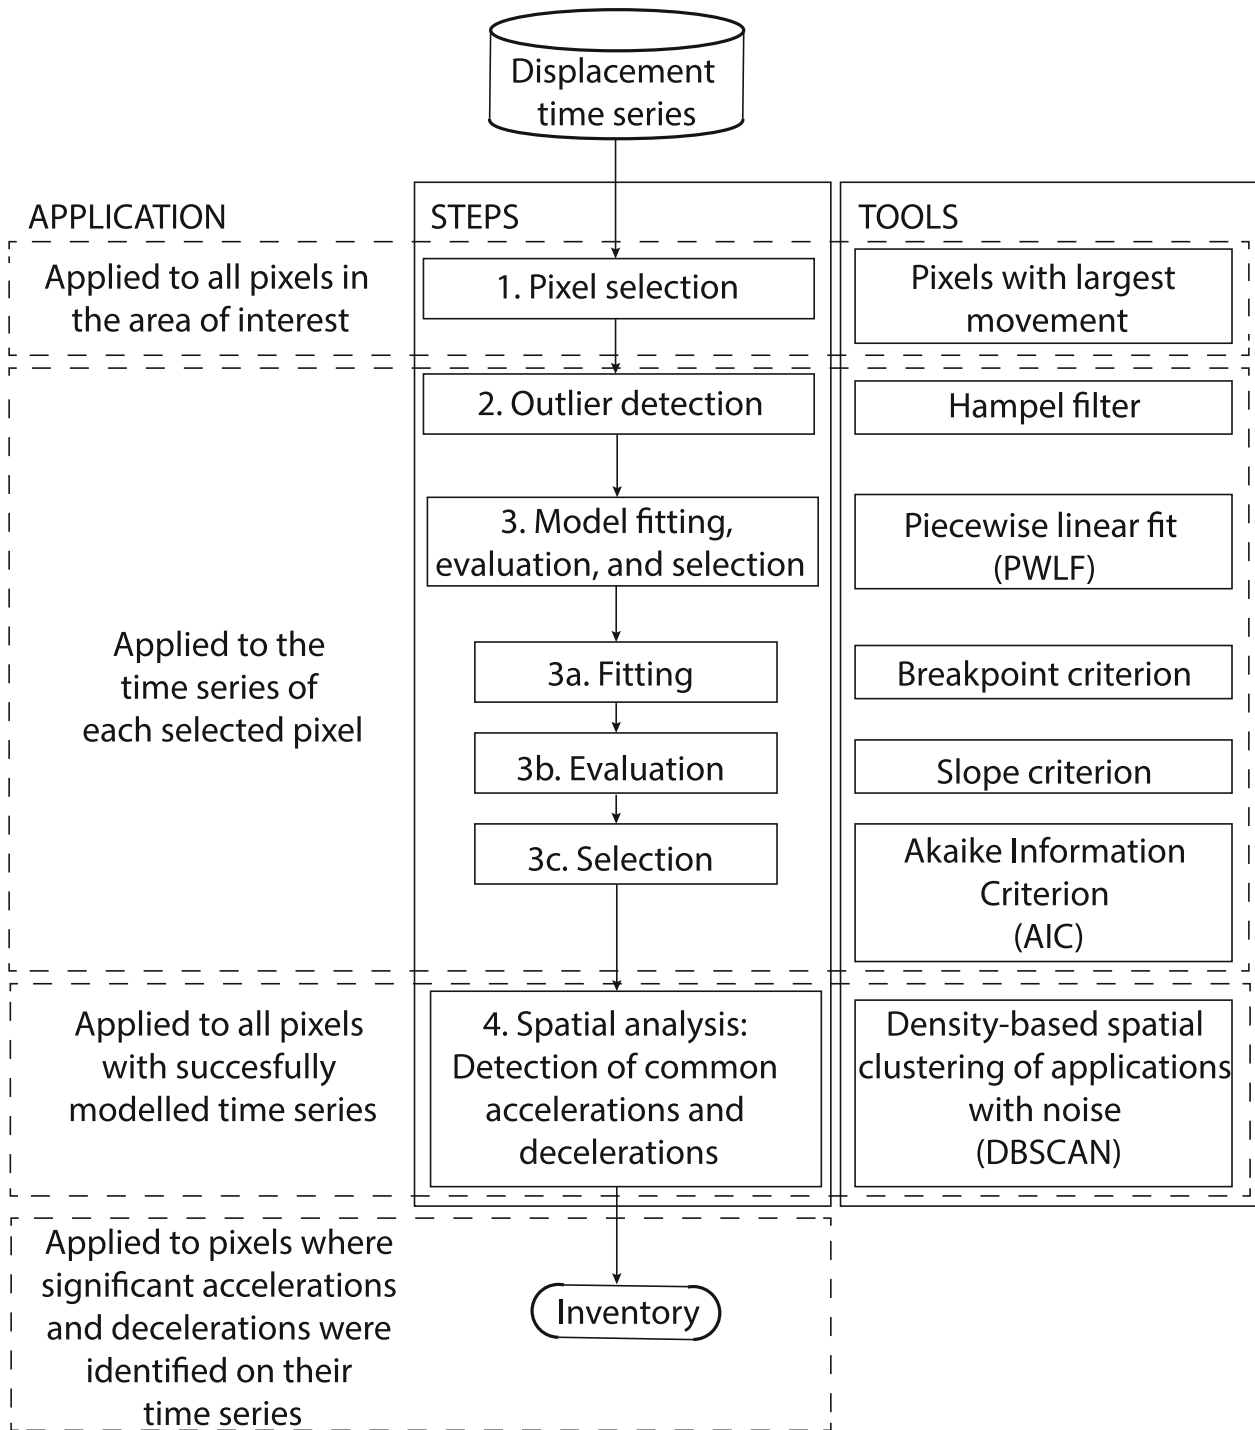 Displacement
time series
APPLICATION
STEPS
TOOLS
Applied to all pixels in
the area of interest
1. Pixel selection
Pixels with largest
movement
Applied to the
time series of
each selected pixel
2. Outlier detection
Hampel filter
3. Model fitting,
evaluation, and selection
Piecewise linear fit
(PWLF)
3a. Fitting
Breakpoint criterion
3b. Evaluation
Slope criterion
3c. Selection
Akaike Information
Criterion
(AIC)
Applied to all pixels
with succesfully
modelled time series
4. Spatial analysis:
Detection of common
accelerations and
decelerations
Density-based spatial
clustering of applications
with noise
(DBSCAN)
Applied to pixels where
significant accelerations
and decelerations were
identified on their
time series
Inventory